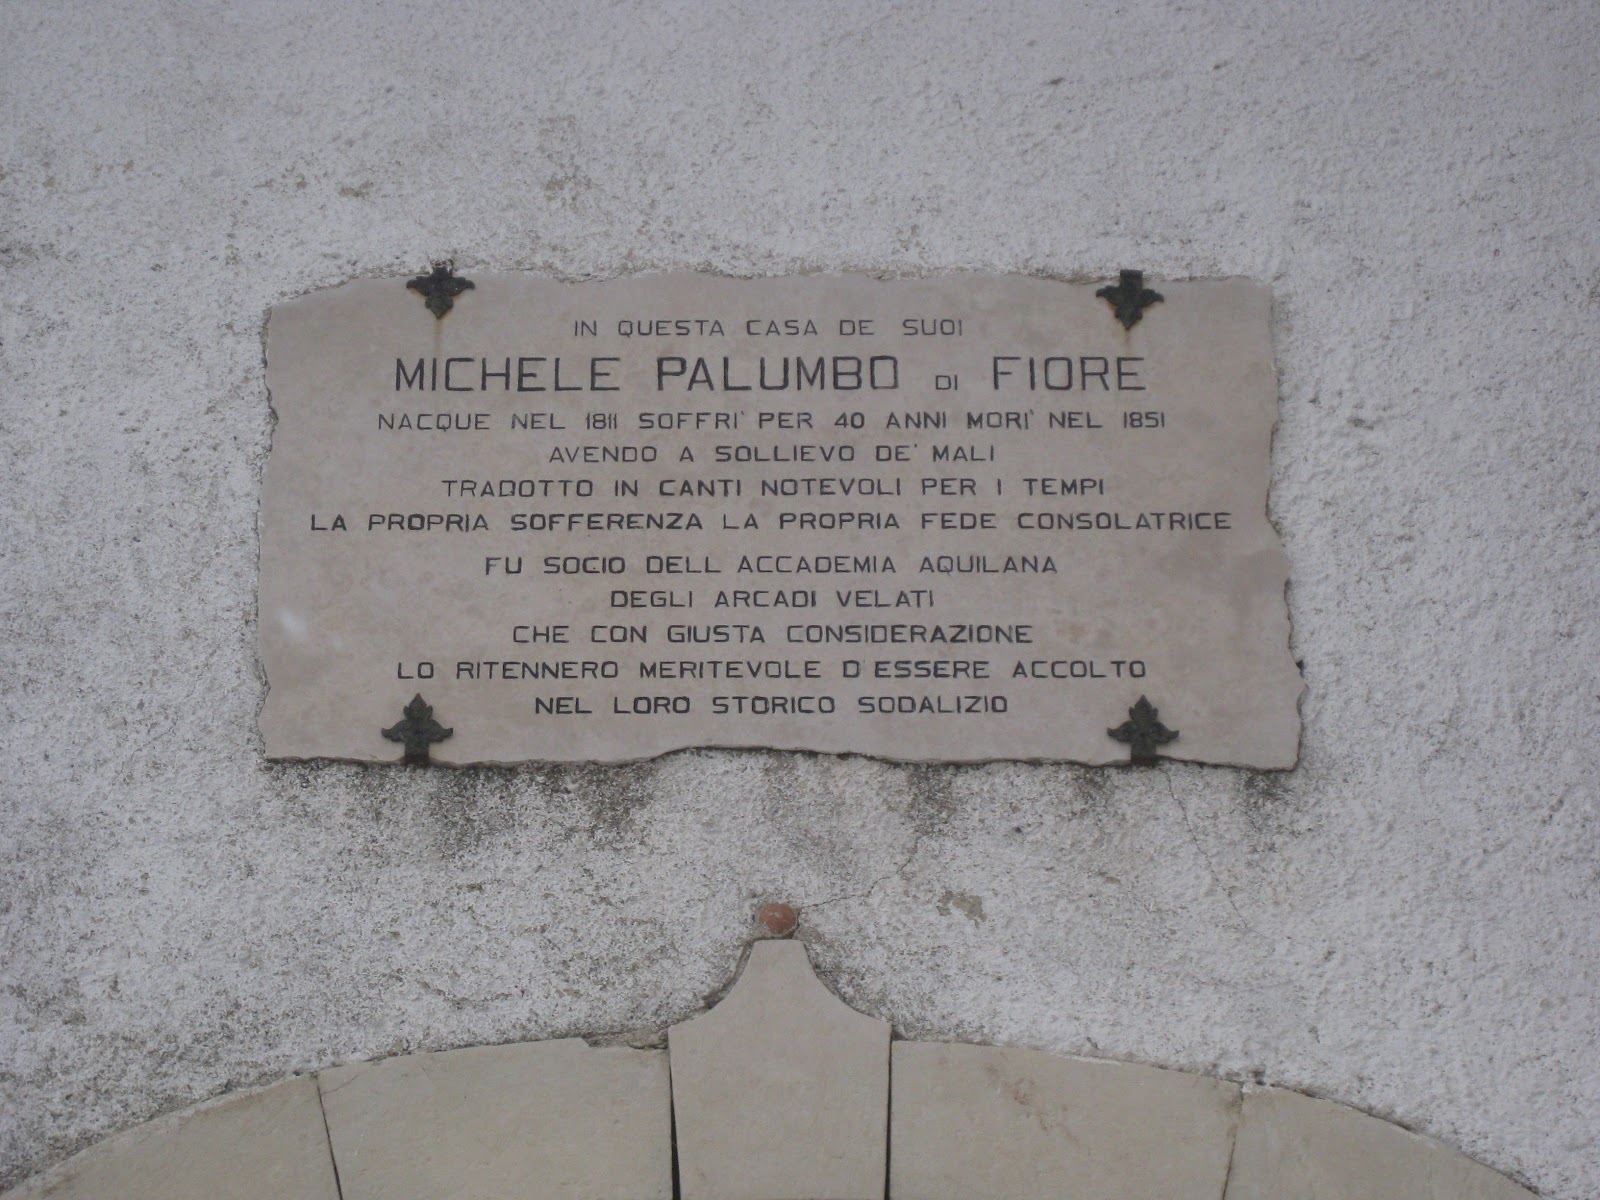 IN QUESTA CASA DE SUOI
MICHELE PALUMBO DI FIORE
NACQUE NEL 1811 SOFFRI' PER 40 ANNI MORI' NEL 1851
AVENDO A SOLLIEVO DE' MALI
TRADOTTO IN CANTI NOTEVOLI PER I TEMPI
LA PROPRIA SOFFERENZA LA PROPRIA FEDE CONSOLATRICE
FU SOCIO DELL ACCADEMIA AQUILANA
DEGLI ARCADI VELATI
CHE CON GIUSTA CONSIDERAZIONE
LO RITENNERO MERITEVOLE D'ESSERE ACCOLTO
NEL LORO STORICO SODALIZIO